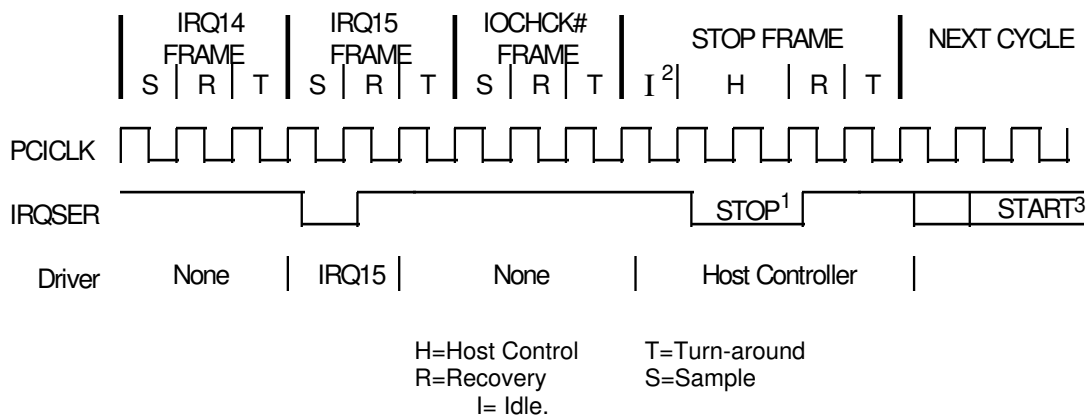 IRQ14 FRAME IRQ15 FRAME IOCHCK# FRAME STOP FRAME NEXT CYCLE
S R T S R T S R T I² H R T
PCICLK
IRQSER STOP¹ START³
Driver None IRQ15 None Host Controller
H=Host Control T=Turn-around
R=Recovery S=Sample
I= Idle.